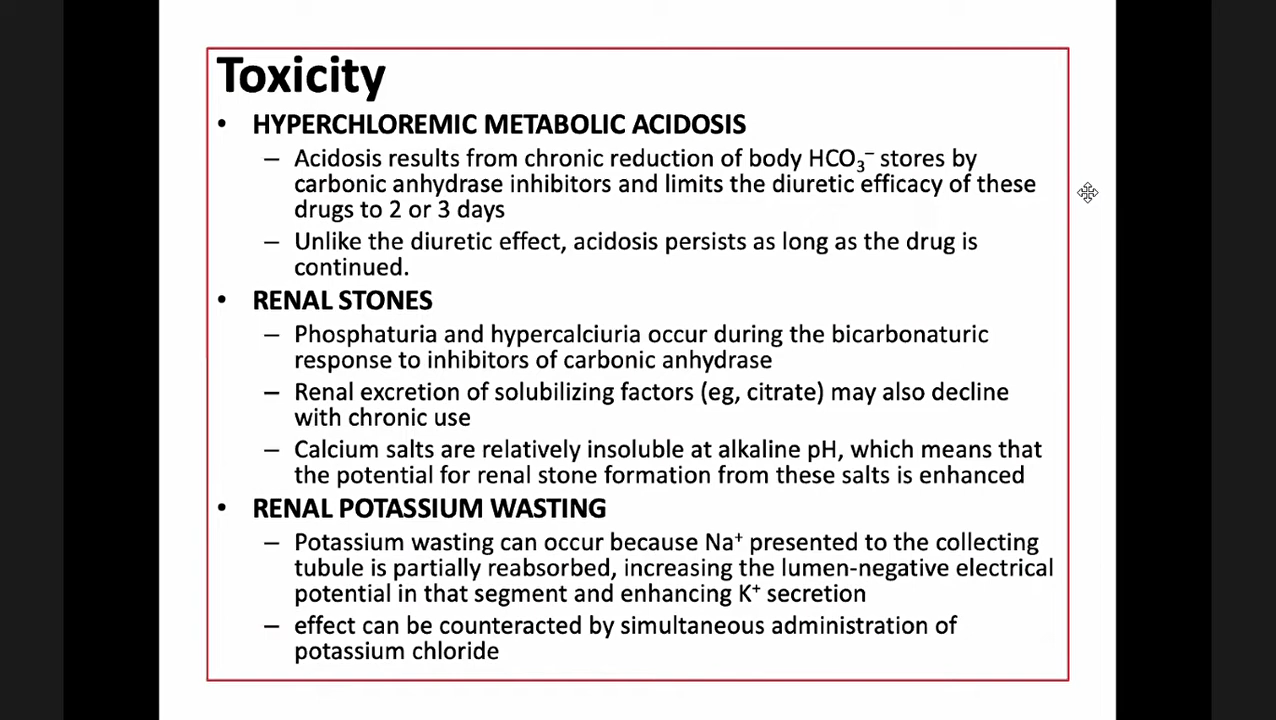 Toxicity
• HYPERCHLOREMIC METABOLIC ACIDOSIS
– Acidosis results from chronic reduction of body HCO₃⁻ stores by
carbonic anhydrase inhibitors and limits the diuretic efficacy of these
drugs to 2 or 3 days
– Unlike the diuretic effect, acidosis persists as long as the drug is
continued.
• RENAL STONES
– Phosphaturia and hypercalciuria occur during the bicarbonaturic
response to inhibitors of carbonic anhydrase
– Renal excretion of solubilizing factors (eg, citrate) may also decline
with chronic use
– Calcium salts are relatively insoluble at alkaline pH, which means that
the potential for renal stone formation from these salts is enhanced
• RENAL POTASSIUM WASTING
– Potassium wasting can occur because Na⁺ presented to the collecting
tubule is partially reabsorbed, increasing the lumen-negative electrical
potential in that segment and enhancing K⁺ secretion
– effect can be counteracted by simultaneous administration of
potassium chloride